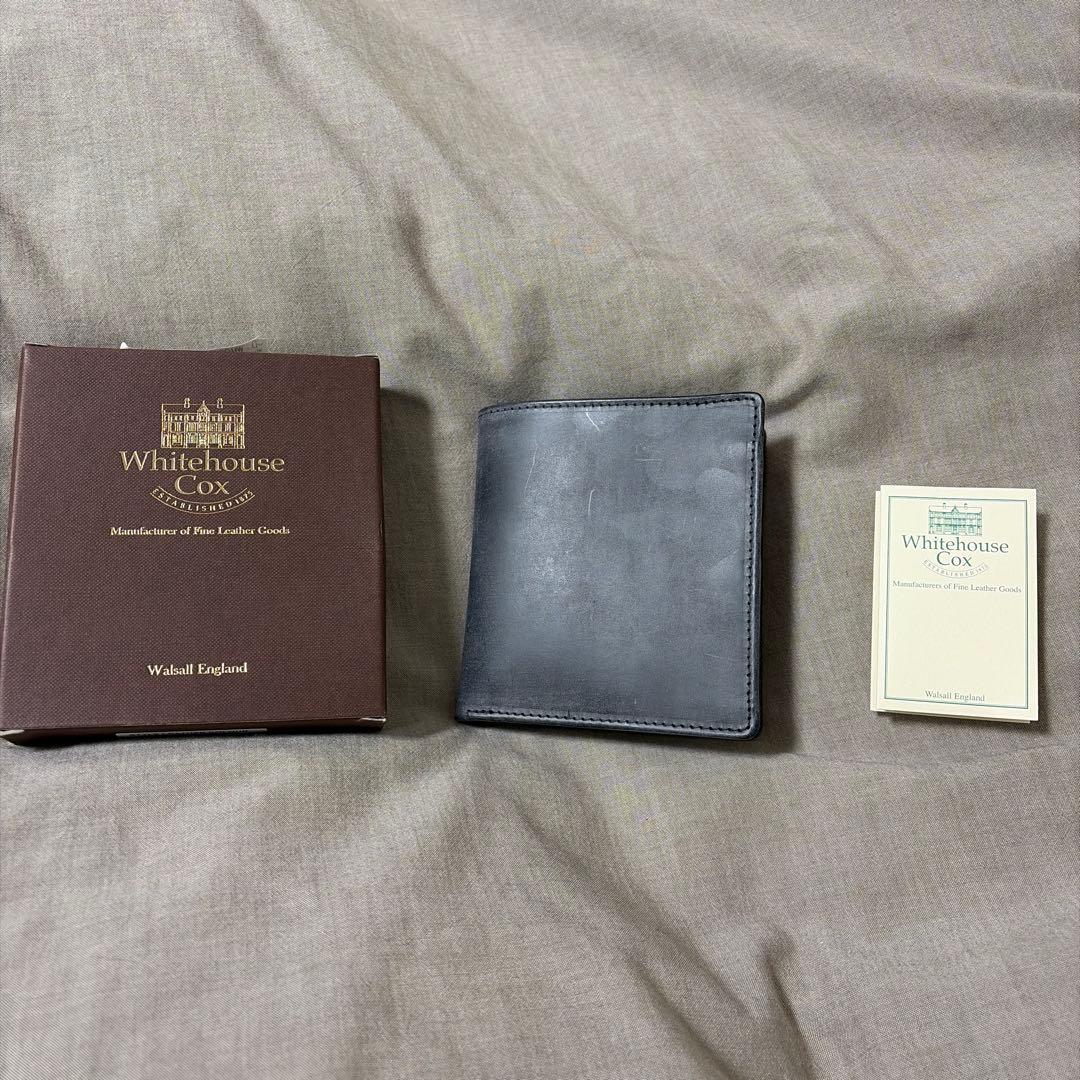 Whitehouse
Cox
ESTABLISHED 1875
Manufacturer of Fine Leather Goods
Walsall England
Whitehouse
Cox
ESTABLISHED 1875
Manufacturers of Fine Leather Goods
Walsall England